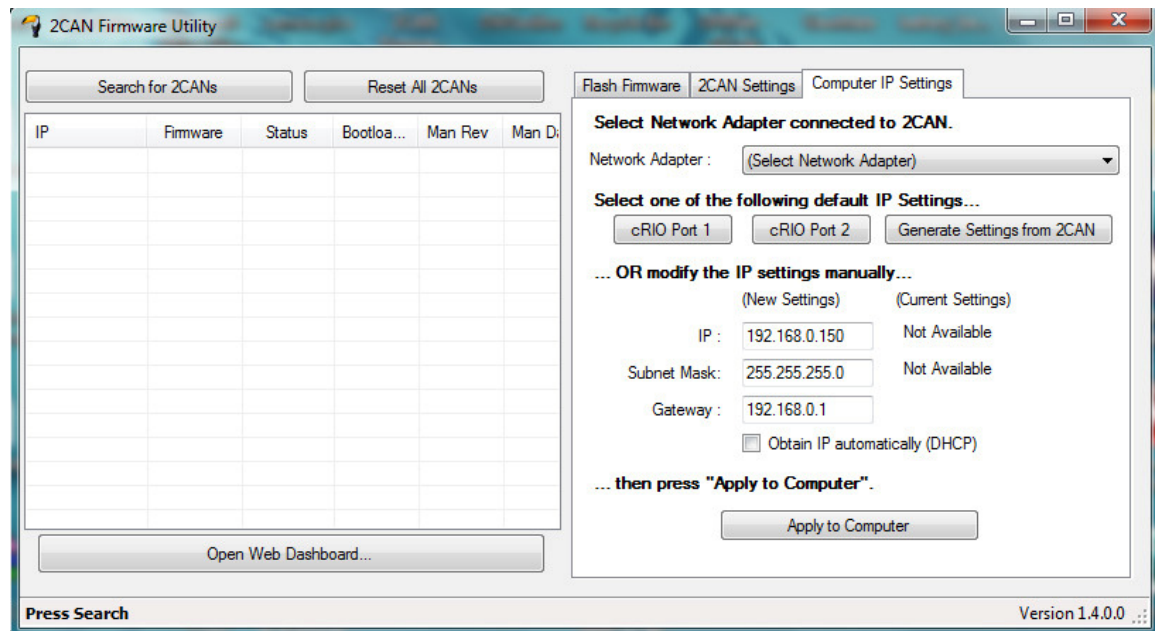 2CAN Firmware Utility
Search for 2CANs
Reset All 2CANs
IP Firmware Status Bootloa... Man Rev Man Da
Open Web Dashboard...
Flash Firmware 2CAN Settings Computer IP Settings
Select Network Adapter connected to 2CAN.
Network Adapter : (Select Network Adapter)
Select one of the following default IP Settings...
cRIO Port 1 cRIO Port 2 Generate Settings from 2CAN
... OR modify the IP settings manually...
(New Settings) (Current Settings)
IP : 192.168.0.150 Not Available
Subnet Mask: 255.255.255.0 Not Available
Gateway : 192.168.0.1
Obtain IP automatically (DHCP)
... then press "Apply to Computer".
Apply to Computer
Press Search
Version 1.4.0.0